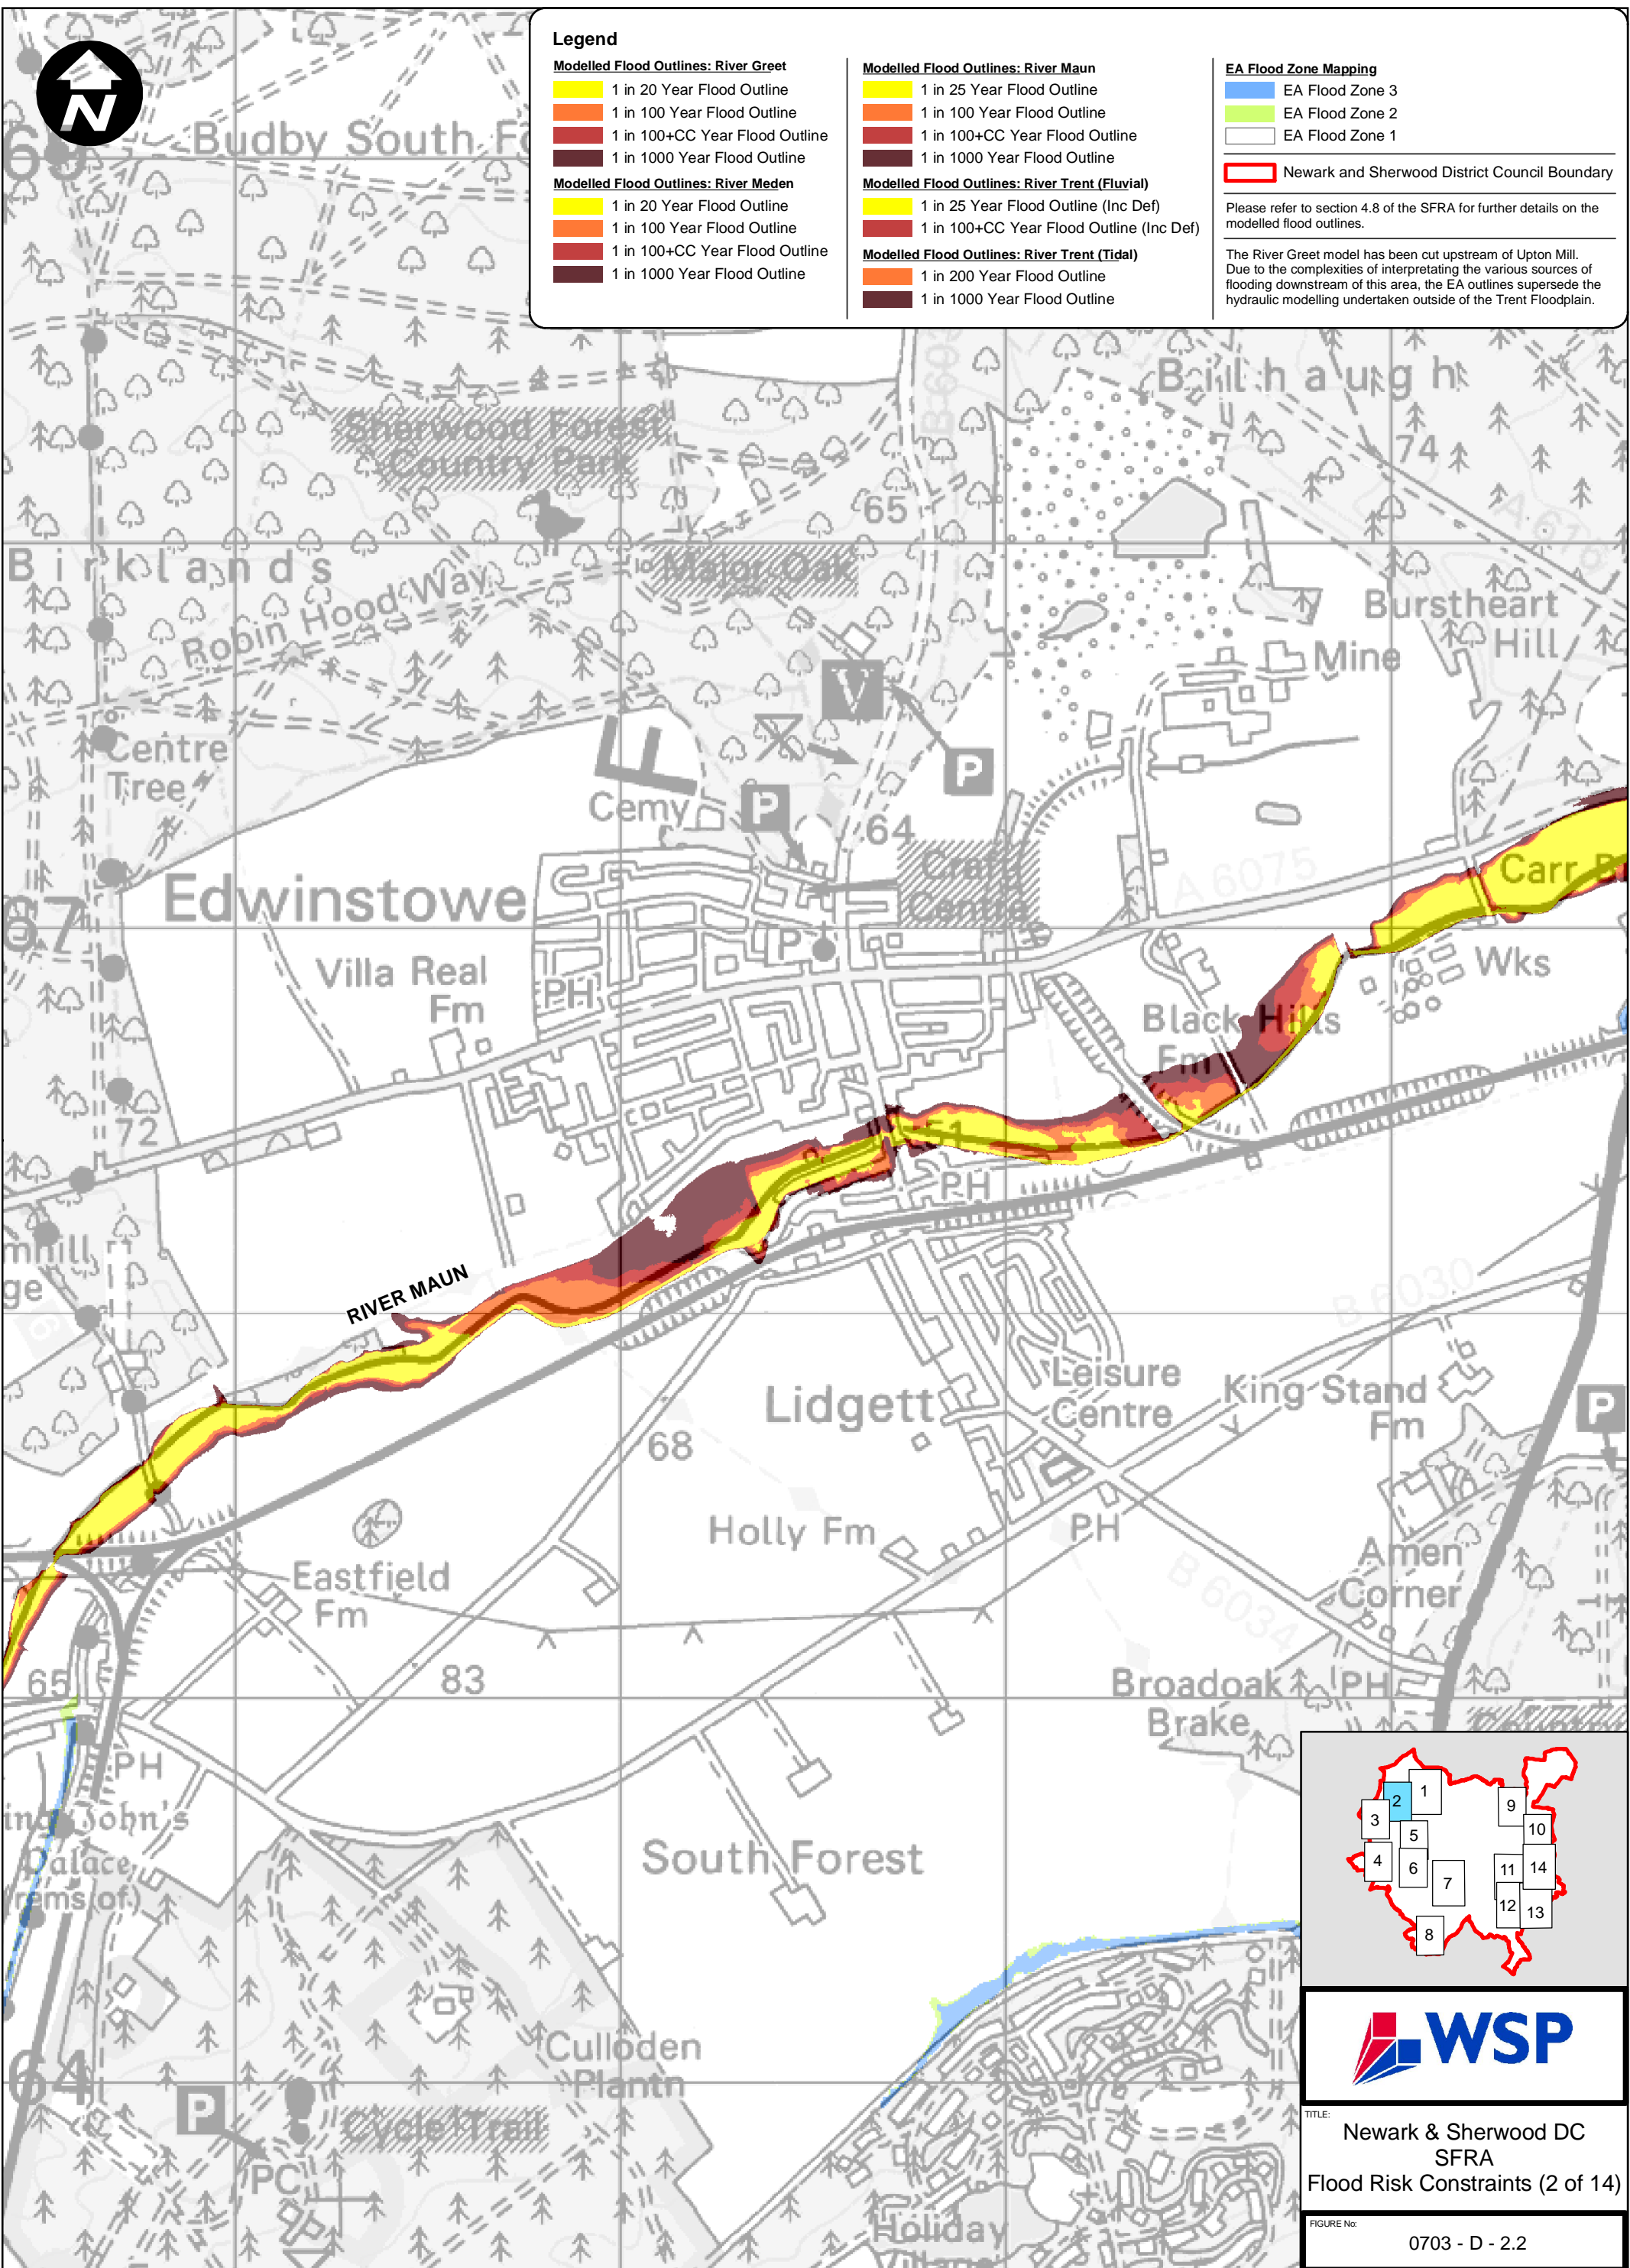 Legend
Modelled Flood Outlines: River Greet
1 in 20 Year Flood Outline
1 in 100 Year Flood Outline
1 in 100+CC Year Flood Outline
1 in 1000 Year Flood Outline
Modelled Flood Outlines: River Meden
1 in 20 Year Flood Outline
1 in 100 Year Flood Outline
1 in 100+CC Year Flood Outline
1 in 1000 Year Flood Outline
Modelled Flood Outlines: River Maun
1 in 25 Year Flood Outline
1 in 100 Year Flood Outline
1 in 100+CC Year Flood Outline
1 in 1000 Year Flood Outline
Modelled Flood Outlines: River Trent (Fluvial)
1 in 25 Year Flood Outline (Inc Def)
1 in 100+CC Year Flood Outline (Inc Def)
Modelled Flood Outlines: River Trent (Tidal)
1 in 200 Year Flood Outline
1 in 1000 Year Flood Outline
EA Flood Zone Mapping
EA Flood Zone 3
EA Flood Zone 2
EA Flood Zone 1
Newark and Sherwood District Council Boundary
Please refer to section 4.8 of the SFRA for further details on the
modelled flood outlines.
The River Greet model has been cut upstream of Upton Mill.
Due to the complexities of interpretating the various sources of
flooding downstream of this area, the EA outlines supersede the
hydraulic modelling undertaken outside of the Trent Floodplain.
N
Budby South
Bilhaugh
Sherwood Forest
Country Park
74
65
A 616
Birklands
Major Oak
Robin Hood Way
Burstheart
Hill
Mine
V
Centre
Tree
P
Cemy
P
64
Craft
Centre
A 6075
Carr B
Edwinstowe
67
P
Villa Real
Fm
PH
Wks
Black Hills
Fm
72
PH
mhill
ge
RIVER MAUN
B 6030
Leisure
Centre
King Stand
Fm
P
Lidgett
68
Holly Fm
PH
Amen
Corner
Eastfield
Fm
B 6034
65
83
Broadoak
Brake
PH
PH
ing John's
Palace
(rems of)
South Forest
Culloden
Plantn
64
P
Cycle Trail
PC
Holiday
1
2
3
4
5
6
7
8
9
10
11
14
12
13
WSP
TITLE:
Newark & Sherwood DC
SFRA
Flood Risk Constraints (2 of 14)
FIGURE No:
0703 - D - 2.2